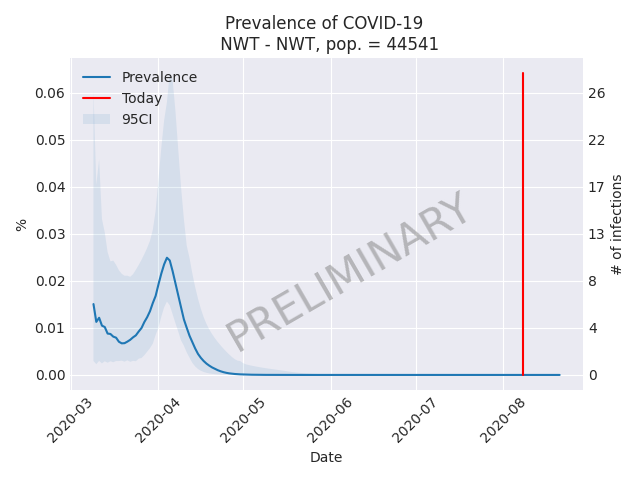 Prevalence of COVID-19
NWT - NWT, pop. = 44541
Prevalence
Today
95CI
0.06
0.05
0.04
0.03
0.02
0.01
0.00
%
26
22
17
13
8
4
0
# of infections
PRELIMINARY
2020-03
2020-04
2020-05
2020-06
2020-07
2020-08
Date